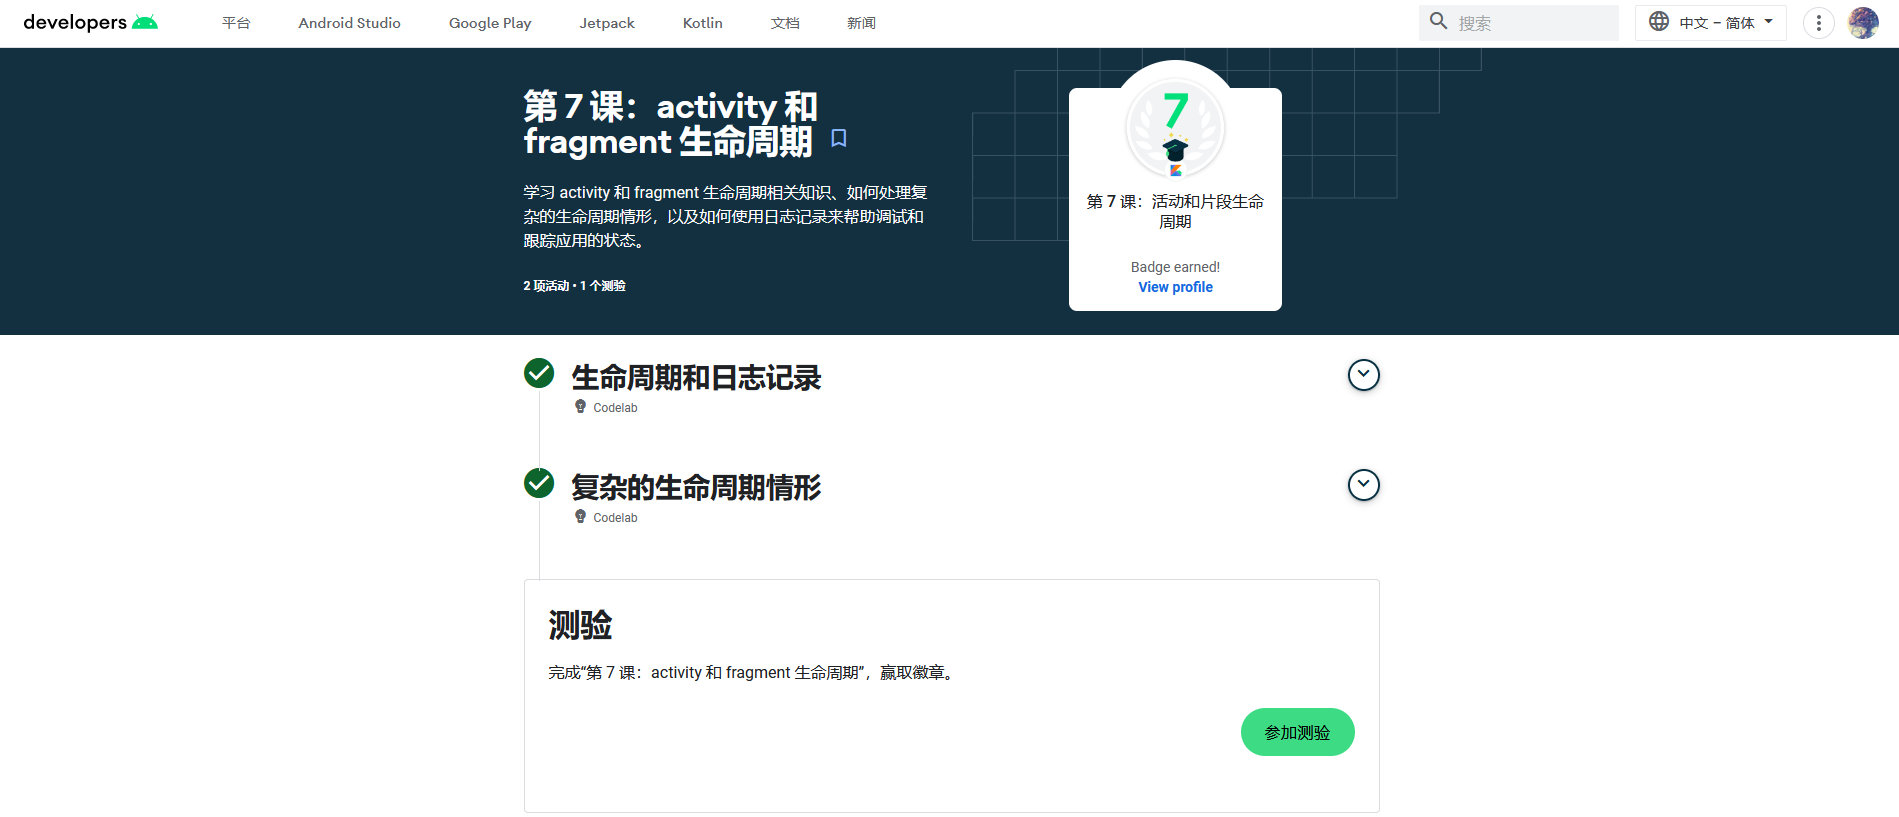 developers
平台
Android Studio
Google Play
Jetpack
Kotlin
文档
新闻
搜索
中文 – 简体
第 7 课：activity 和
fragment 生命周期
学习 activity 和 fragment 生命周期相关知识、如何处理复
杂的生命周期情形，以及如何使用日志记录来帮助调试和
跟踪应用的状态。
2 项活动 • 1 个测验
7
第 7 课：活动和片段生命
周期
Badge earned!
View profile
生命周期和日志记录
Codelab
复杂的生命周期情形
Codelab
测验
完成“第 7 课：activity 和 fragment 生命周期”，赢取徽章。
参加测验